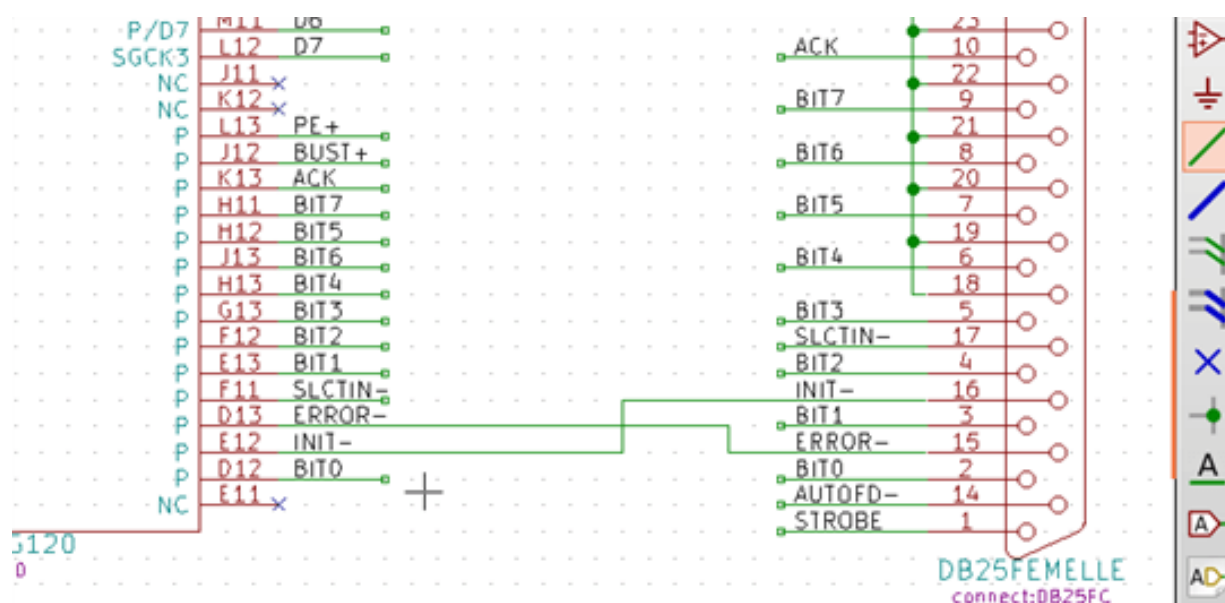 M11 D6
P/D7 L12 D7
SGCK3 J11
NC K12
NC L13 PE+
P J12 BUST+
P K13 ACK
P H11 BIT7
P H12 BIT5
P J13 BIT6
P H13 BIT4
P G13 BIT3
P F12 BIT2
P E13 BIT1
P F11 SLCTIN-
P D13 ERROR-
P E12 INIT-
P D12 BIT0
P E11
NC
23
ACK 10
22
BIT7 9
21
BIT6 8
20
BIT5 7
19
BIT4 6
18
BIT3 5
SLCTIN- 17
BIT2 4
INIT- 16
BIT1 3
ERROR- 15
BIT0 2
AUTOFD- 14
STROBE 1
DB25FEMELLE
connect:DB25FC
A
A
A